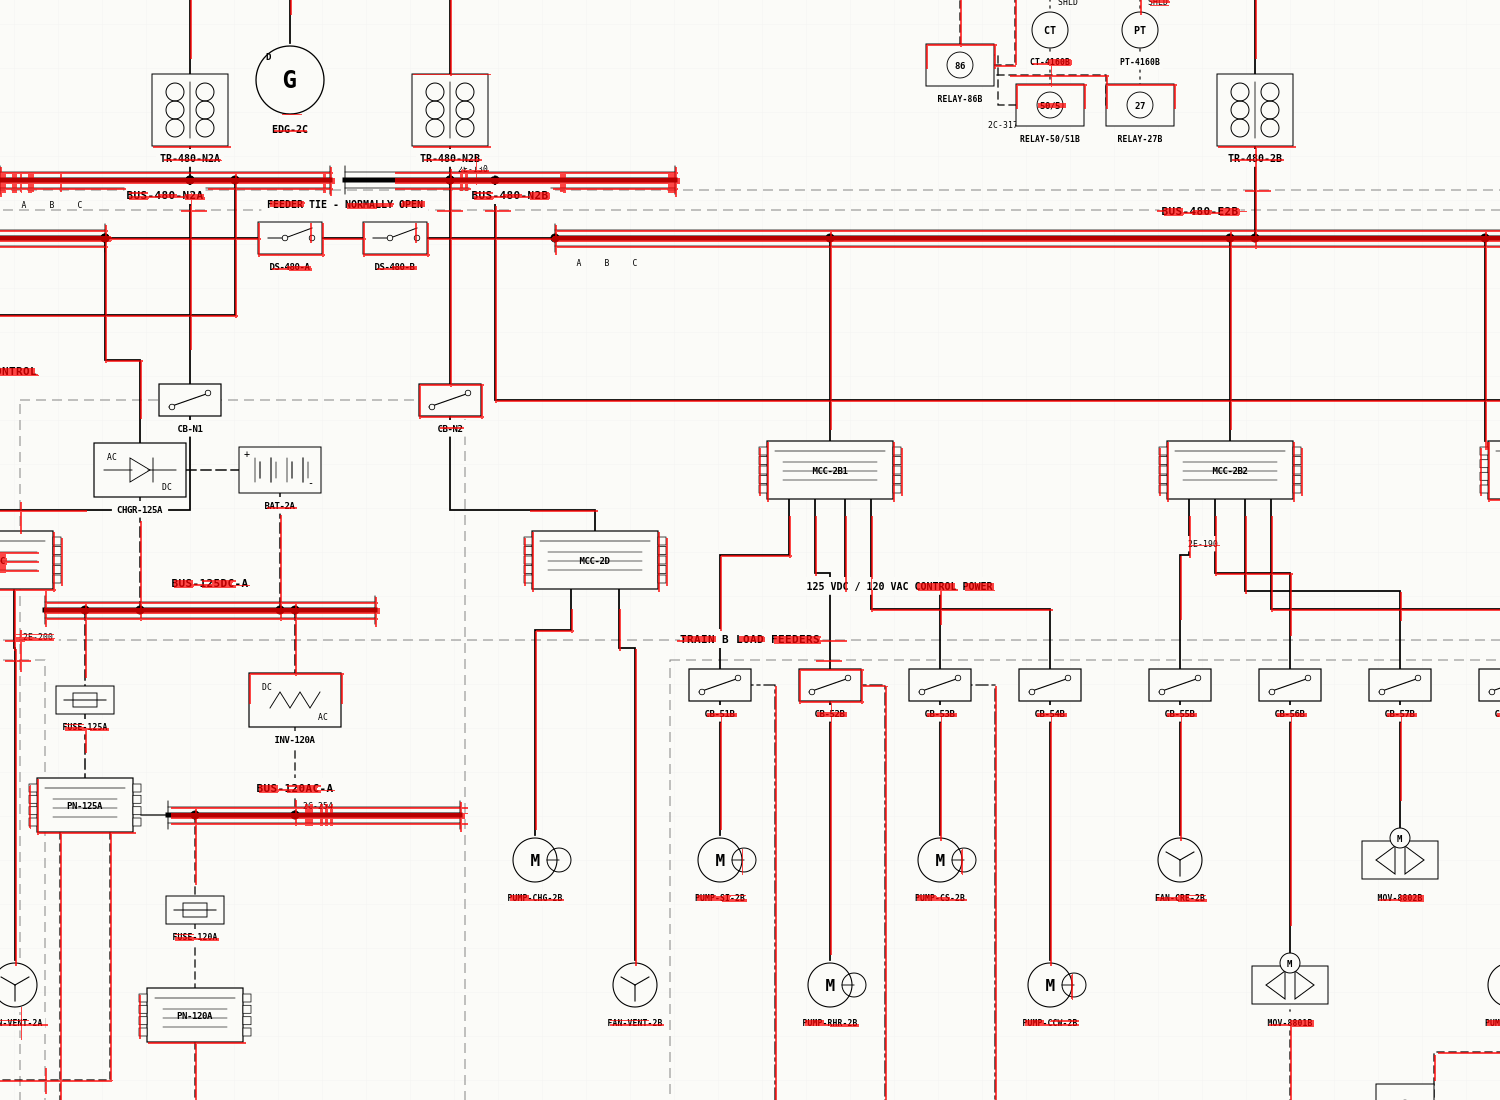 SHLD
SHLD
CT
PT
D
G
86
CT-4160B
PT-4160B
RELAY-86B
50/51
27
2C-317
EDG-2C
RELAY-50/51B
RELAY-27B
TR-480-N2A
TR-480-N2B
TR-480-2B
BUS-480-N2A
BUS-480-N2B
A B C
FEEDER TIE - NORMALLY OPEN
BUS-480-E2B
DS-480-A
DS-480-B
A B C
CONTROL
CB-N1
CB-N2
AC
DC
+
-
MCC-2B1
MCC-2B2
CHGR-125A
BAT-2A
2E-190
MCC-2D
BUS-125DC-A
125 VDC / 120 VAC CONTROL POWER
2E-200
TRAIN B LOAD FEEDERS
DC
AC
FUSE-125A
INV-120A
CB-51B
CB-52B
CB-53B
CB-54B
CB-55B
CB-56B
CB-57B
BUS-120AC-A
PN-125A
2C-254
M
M
M
M
PUMP-CHG-2B
PUMP-SI-2B
PUMP-CS-2B
FAN-CRF-2B
MOV-8802B
FUSE-120A
M
M
M
PN-120A
N-VENT-2A
FAN-VENT-2B
PUMP-RHR-2B
PUMP-CCW-2B
MOV-8801B
PUM